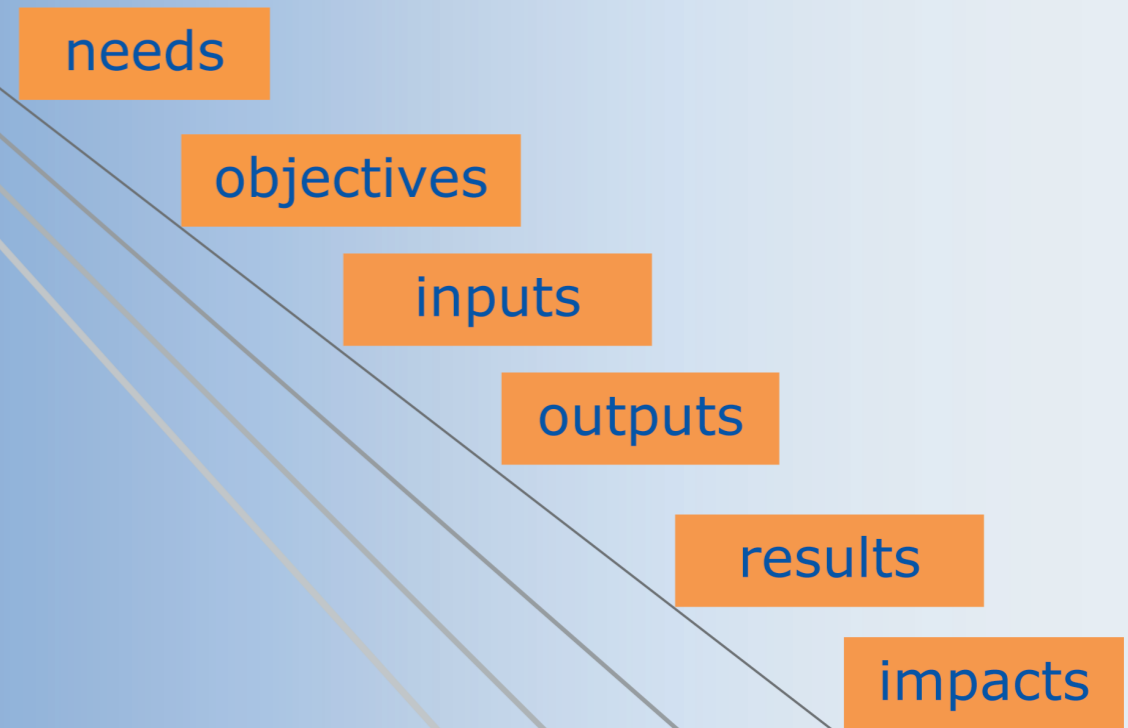 needs
objectives
inputs
outputs
results
impacts